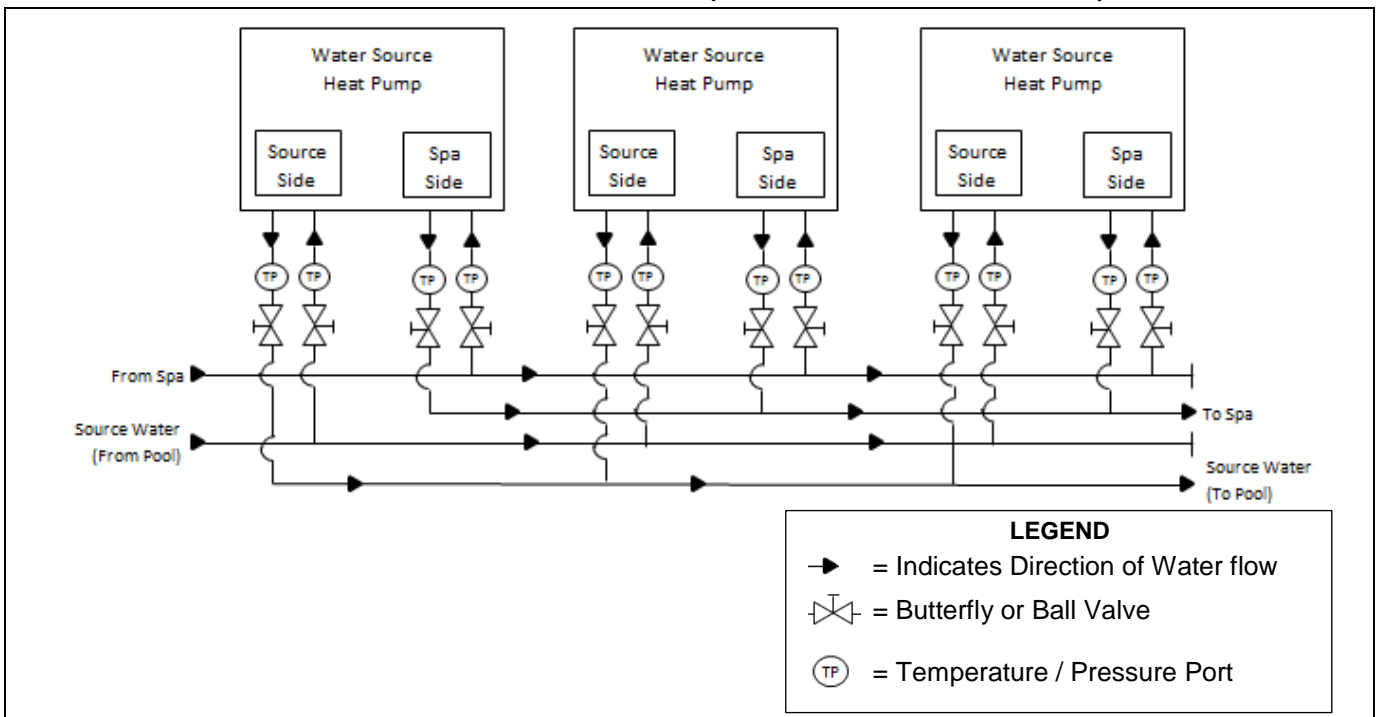 Water Source
Heat Pump
Source
Side
Spa
Side
Water Source
Heat Pump
Source
Side
Spa
Side
Water Source
Heat Pump
Source
Side
Spa
Side
TP
TP
TP
TP
TP
TP
TP
TP
TP
TP
TP
TP
From Spa
To Spa
Source Water
(From Pool)
Source Water
(To Pool)
LEGEND
= Indicates Direction of Water flow
= Butterfly or Ball Valve
TP = Temperature / Pressure Port